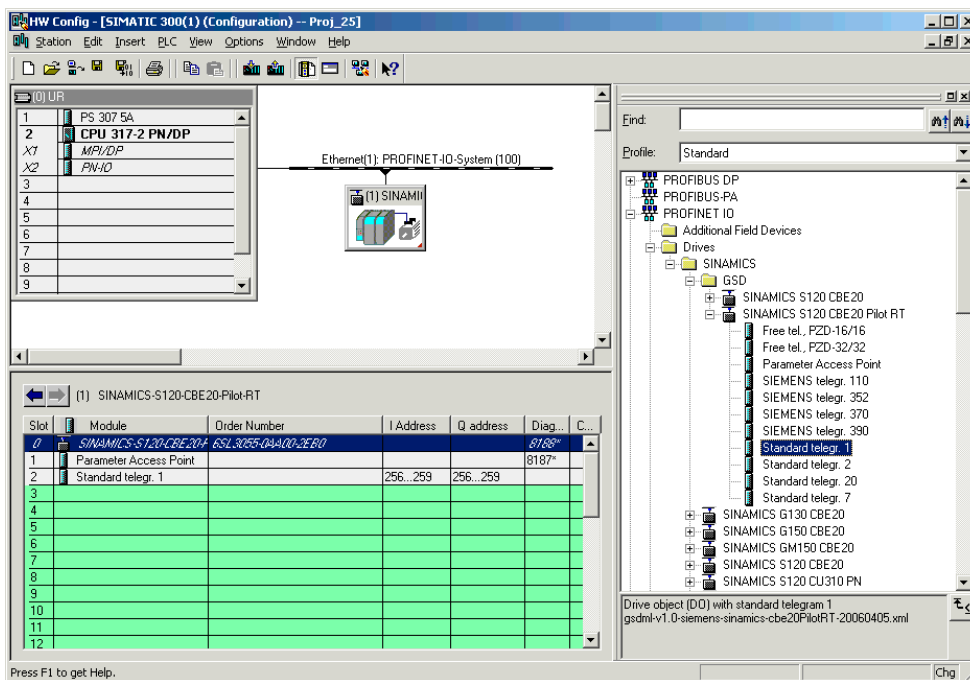 HW Config - [SIMATIC 300(1) (Configuration) -- Proj_25]
Station Edit Insert PLC View Options Window Help
(0) UR
1 PS 307 5A
2 CPU 317-2 PN/DP
X1 MPI/DP
X2 PN-IO
3
4
5
6
7
8
9
Ethernet(1): PROFINET-IO-System (100)
(1) SINAMI
(1) SINAMICS-S120-CBE20-Pilot-RT
Slot Module Order Number I Address Q address Diag... C...
0 SINAMICS-S120-CBE20-F 6SL3055-0AA00-2EB0 8188*
1 Parameter Access Point 8187*
2 Standard telegr. 1 256...259 256...259
3
4
5
6
7
8
9
10
11
12
Find:
Profile: Standard
PROFIBUS DP
PROFIBUS-PA
PROFINET IO
Additional Field Devices
Drives
SINAMICS
GSD
SINAMICS S120 CBE20
SINAMICS S120 CBE20 Pilot RT
Free tel., PZD-16/16
Free tel., PZD-32/32
Parameter Access Point
SIEMENS telegr. 110
SIEMENS telegr. 352
SIEMENS telegr. 370
SIEMENS telegr. 390
Standard telegr. 1
Standard telegr. 2
Standard telegr. 20
Standard telegr. 7
SINAMICS G130 CBE20
SINAMICS G150 CBE20
SINAMICS GM150 CBE20
SINAMICS S120 CBE20
SINAMICS S120 CU310 PN
Drive object (DO) with standard telegram 1
gsdml-v1.0-siemens-sinamics-cbe20PilotRT-20060405.xml
Press F1 to get Help.
Chg